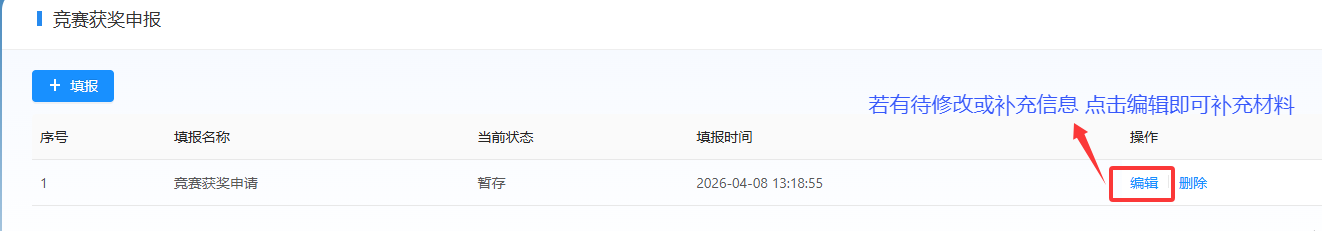 竞赛获奖申报
+ 填报
若有待修改或补充信息 点击编辑即可补充材料
序号 填报名称 当前状态 填报时间 操作
1 竞赛获奖申请 暂存 2026-04-08 13:18:55 编辑 删除